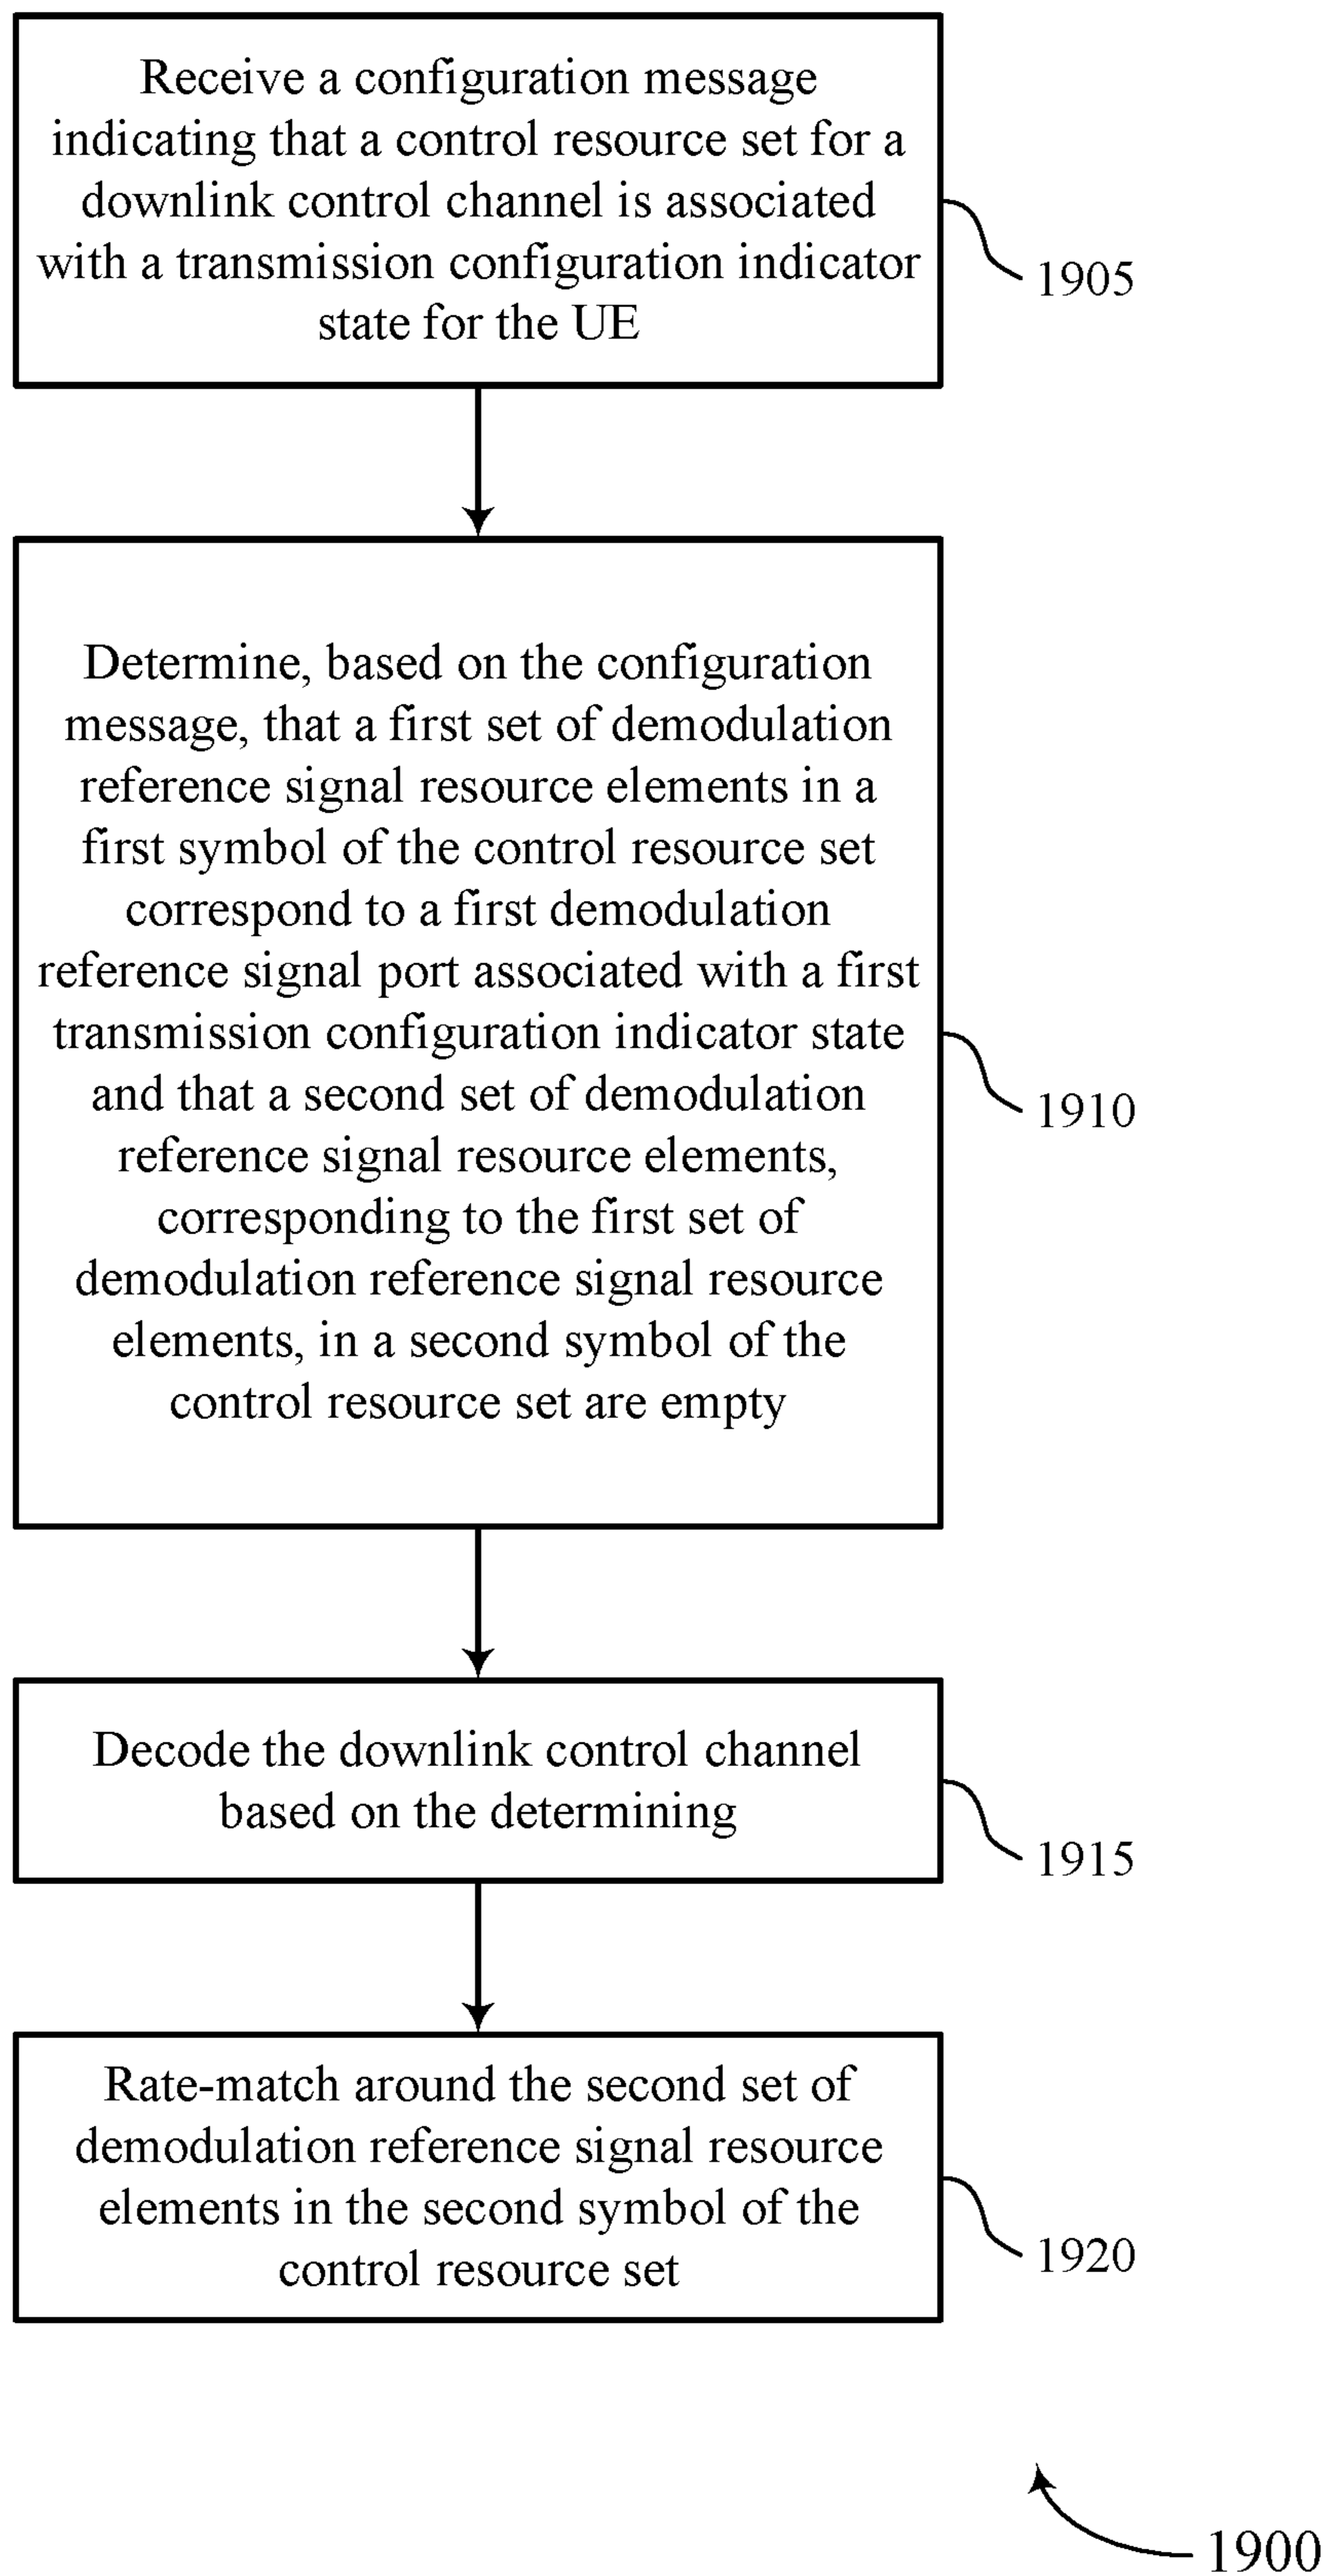 Receive a configuration message
indicating that a control resource set for a
downlink control channel is associated
with a transmission configuration indicator
state for the UE
1905
Determine, based on the configuration
message, that a first set of demodulation
reference signal resource elements in a
first symbol of the control resource set
correspond to a first demodulation
reference signal port associated with a first
transmission configuration indicator state
and that a second set of demodulation
reference signal resource elements,
corresponding to the first set of
demodulation reference signal resource
elements, in a second symbol of the
control resource set are empty
1910
Decode the downlink control channel
based on the determining
1915
Rate-match around the second set of
demodulation reference signal resource
elements in the second symbol of the
control resource set
1920
1900